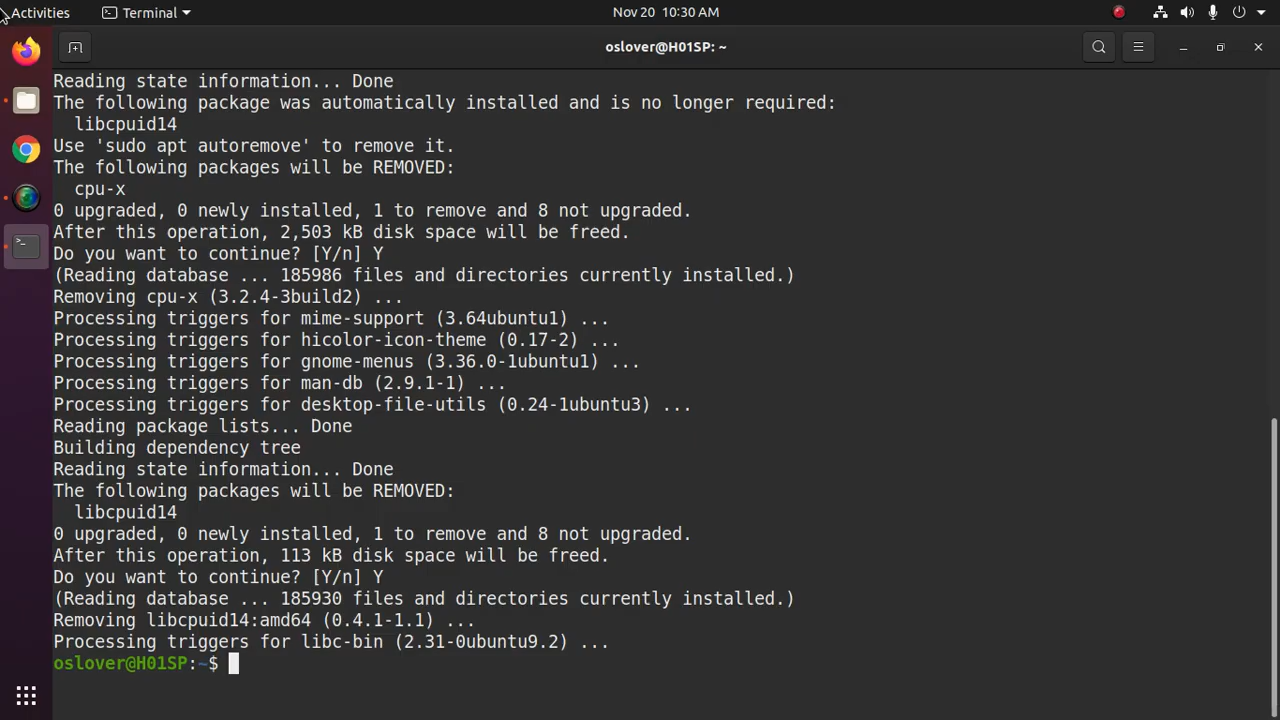 Activities
Terminal
Nov 20 10:30 AM
oslover@H01SP: ~
Reading state information... Done
The following package was automatically installed and is no longer required:
  libcpuid14
Use 'sudo apt autoremove' to remove it.
The following packages will be REMOVED:
  cpu-x
0 upgraded, 0 newly installed, 1 to remove and 8 not upgraded.
After this operation, 2,503 kB disk space will be freed.
Do you want to continue? [Y/n] Y
(Reading database ... 185986 files and directories currently installed.)
Removing cpu-x (3.2.4-3build2) ...
Processing triggers for mime-support (3.64ubuntu1) ...
Processing triggers for hicolor-icon-theme (0.17-2) ...
Processing triggers for gnome-menus (3.36.0-1ubuntu1) ...
Processing triggers for man-db (2.9.1-1) ...
Processing triggers for desktop-file-utils (0.24-1ubuntu3) ...
Reading package lists... Done
Building dependency tree
Reading state information... Done
The following packages will be REMOVED:
  libcpuid14
0 upgraded, 0 newly installed, 1 to remove and 8 not upgraded.
After this operation, 113 kB disk space will be freed.
Do you want to continue? [Y/n] Y
(Reading database ... 185930 files and directories currently installed.)
Removing libcpuid14:amd64 (0.4.1-1.1) ...
Processing triggers for libc-bin (2.31-0ubuntu9.2) ...
oslover@H01SP:~$